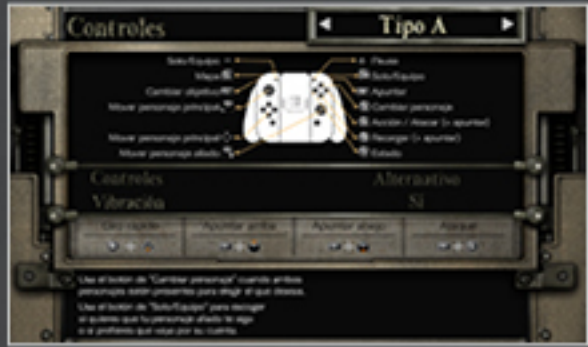 Controles
Tipo A
Solo/Equipo
Pausa
Mapa
Solo/Equipo
Cambiar objetivo
Apuntar
Mover personaje principal
Cambiar personaje
Acción / Atacar (+ apuntar)
Mover personaje principal
Recargar (+ apuntar)
Mover personaje aliado
Estado
Controles
Alternativo
Vibración
Sí
Giro rápido
Apuntar arriba
Apuntar abajo
Ataque
Usa el botón de "Cambiar personaje" cuando ambos
personajes estén presentes para elegir el que deseas.
Usa el botón de "Solo/Equipo" para escoger
si quieres que tu personaje aliado te siga
o si prefieres que vaya por su cuenta.